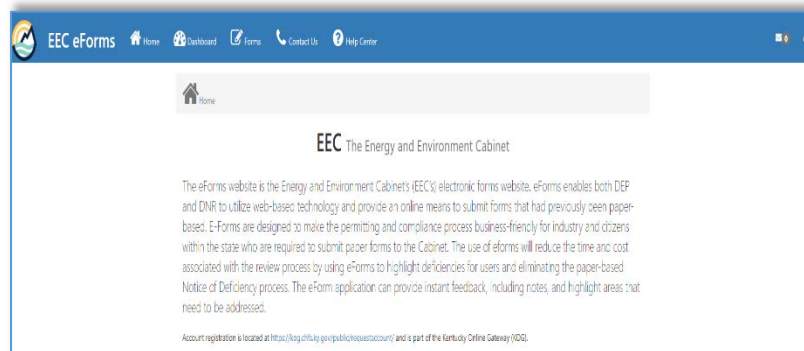 EEC eForms Home Dashboard Forms Contact Us Help Center 0
Home
EEC The Energy and Environment Cabinet
The eForms website is the Energy and Environment Cabinet's (EEC's) electronic forms website. eForms enables both DEP
and DNR to utilize web-based technology and provide an online means to submit forms that had previously been paper-
based. E-Forms are designed to make the permitting and compliance process business-friendly for industry and citizens
within the state who are required to submit paper forms to the Cabinet. The use of eforms will reduce the time and cost
associated with the review process by using eForms to highlight deficiencies for users and eliminating the paper-based
Notice of Deficiency process. The eForm application can provide instant feedback, including notes, and highlight areas that
need to be addressed.
Account registration is located at https://kog.chfs.ky.gov/public/requestaccount/ and is part of the Kentucky Online Gateway (KOG).